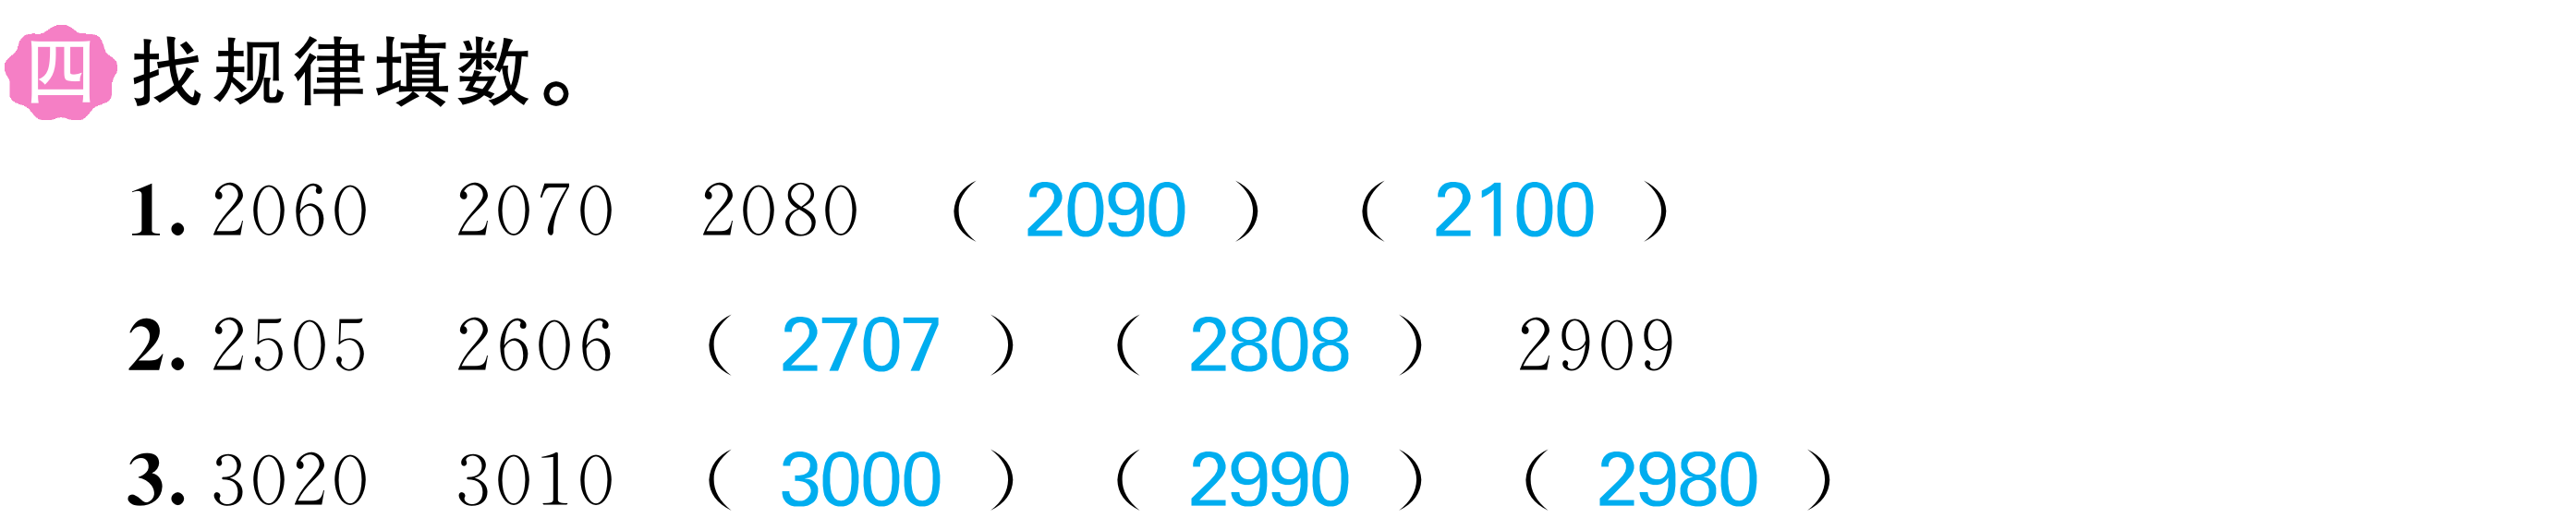 四 找规律填数。
1. 2060 2070 2080 （ 2090 ） （ 2100 ）
2. 2505 2606 （ 2707 ） （ 2808 ） 2909
3. 3020 3010 （ 3000 ） （ 2990 ） （ 2980 ）